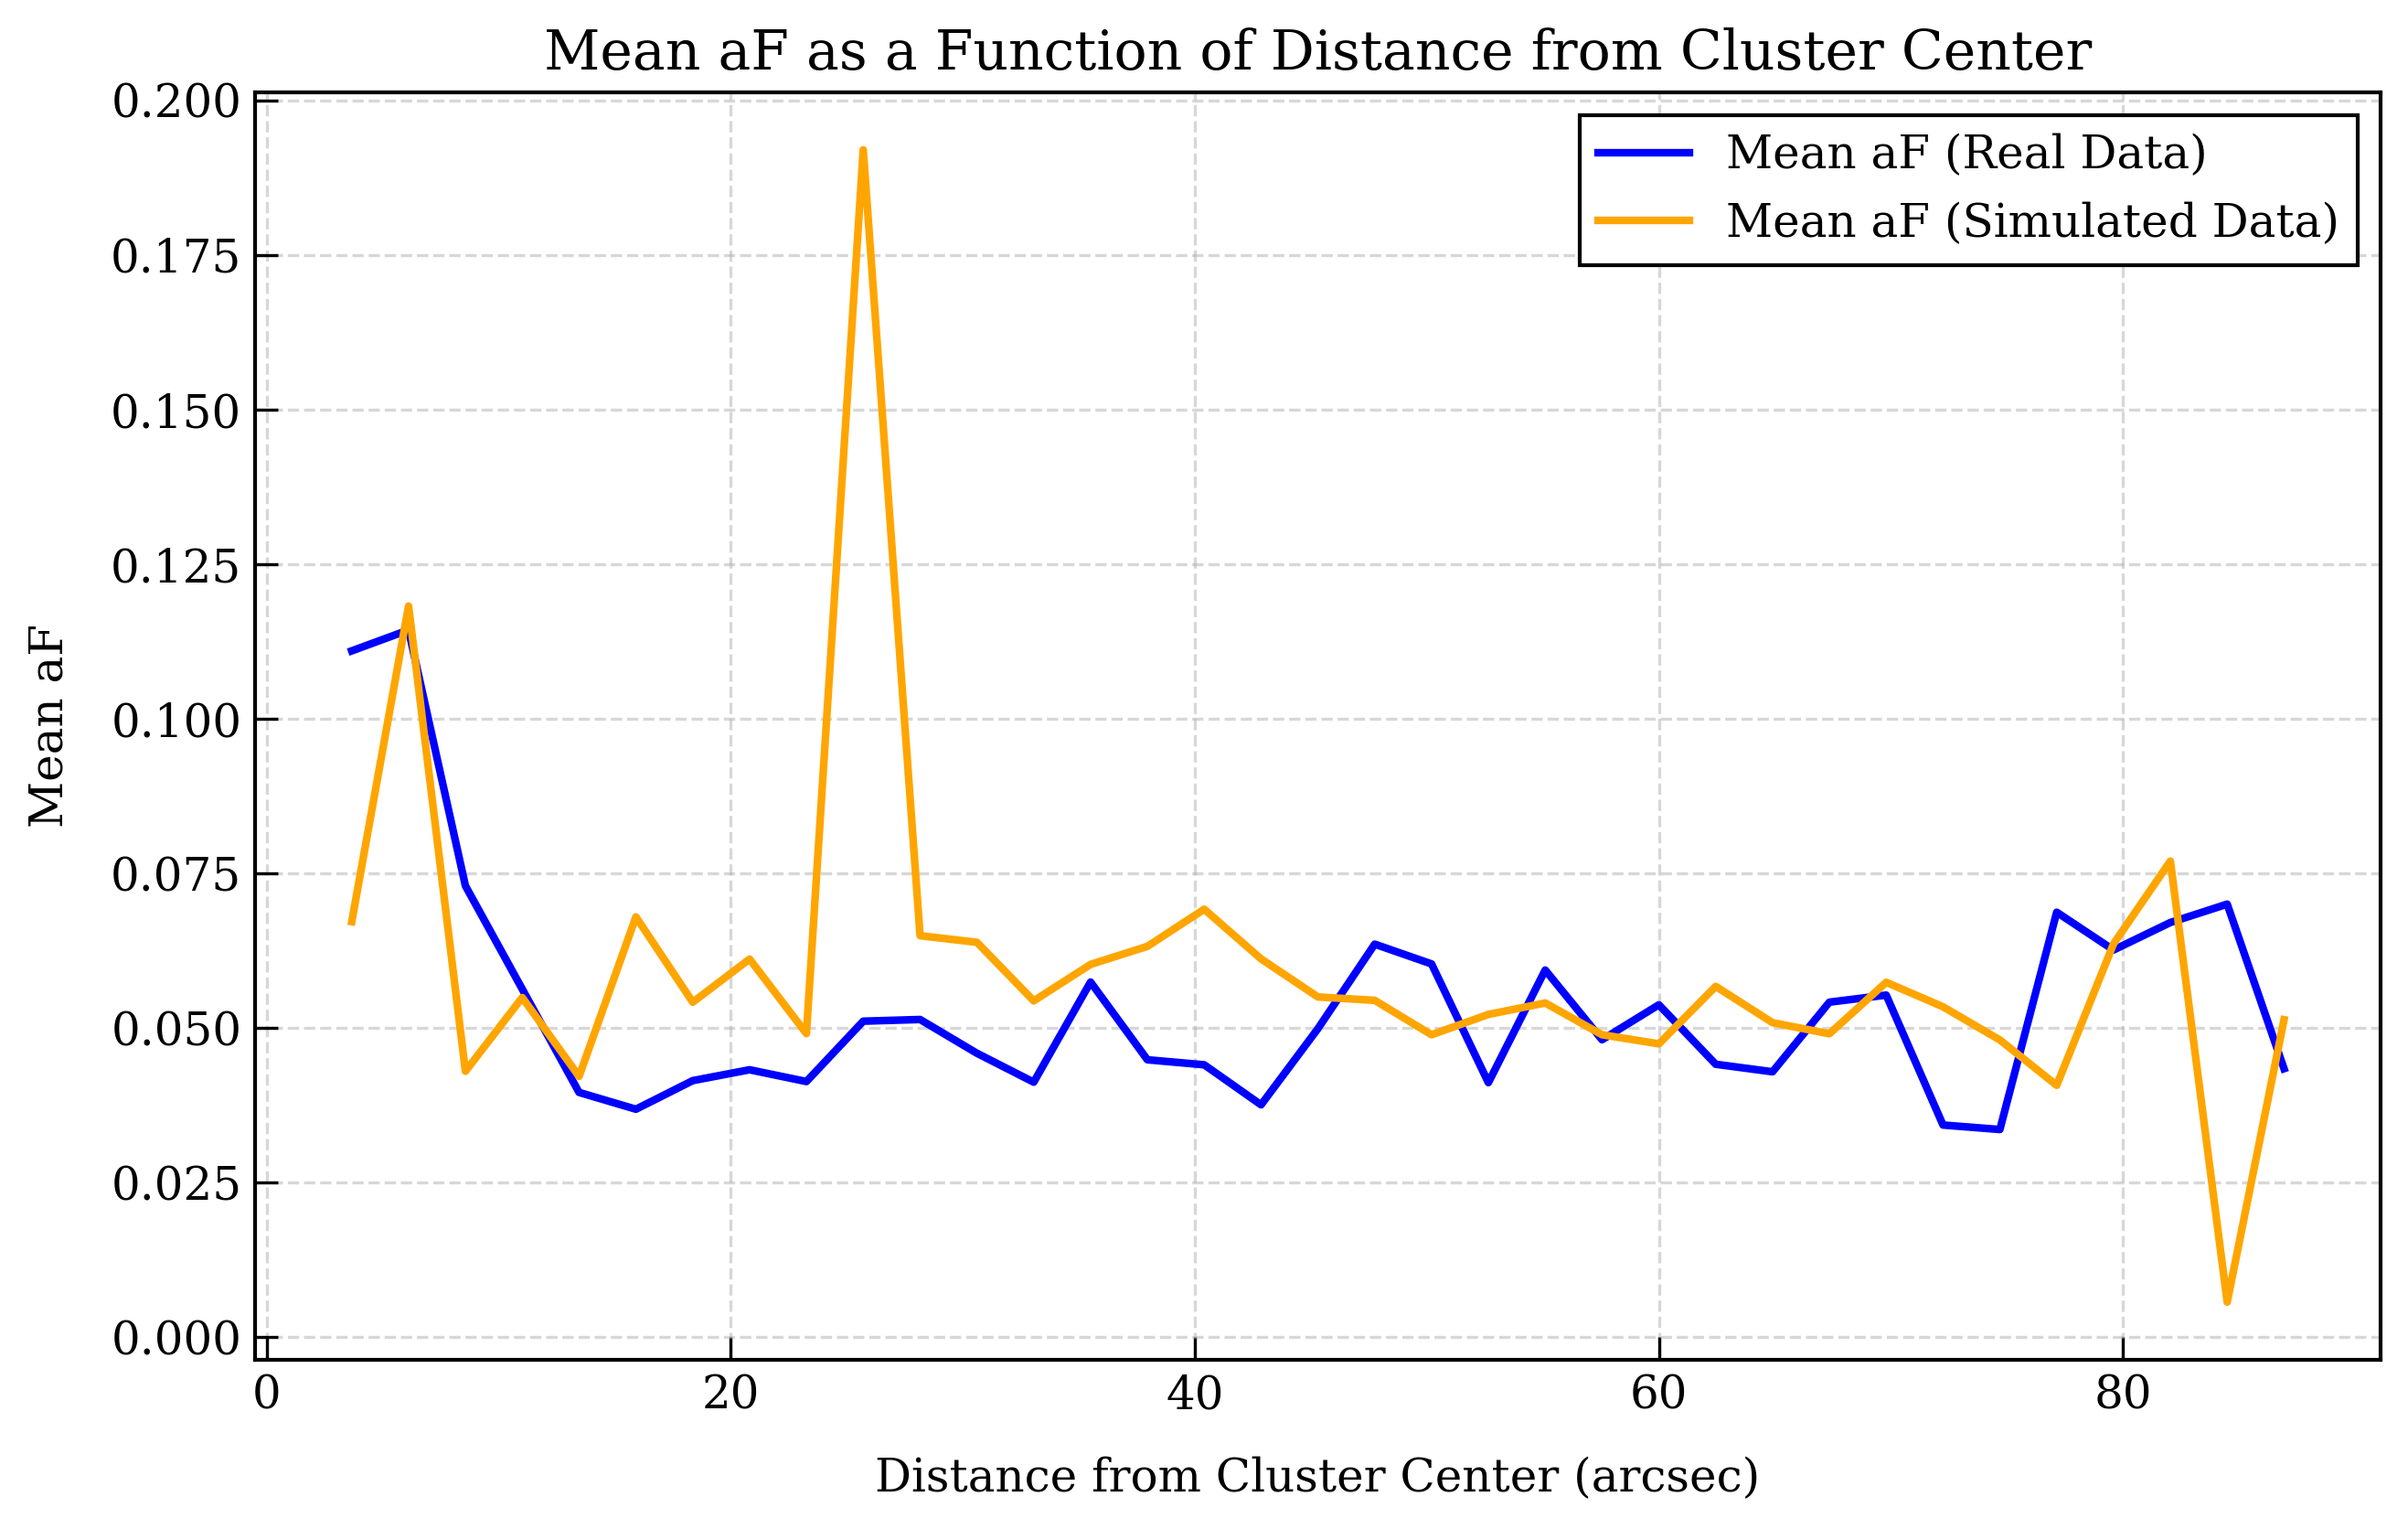 Mean aF as a Function of Distance from Cluster Center
Mean aF (Real Data)
Mean aF (Simulated Data)
Mean aF
0.200
0.175
0.150
0.125
0.100
0.075
0.050
0.025
0.000
0 20 40 60 80
Distance from Cluster Center (arcsec)